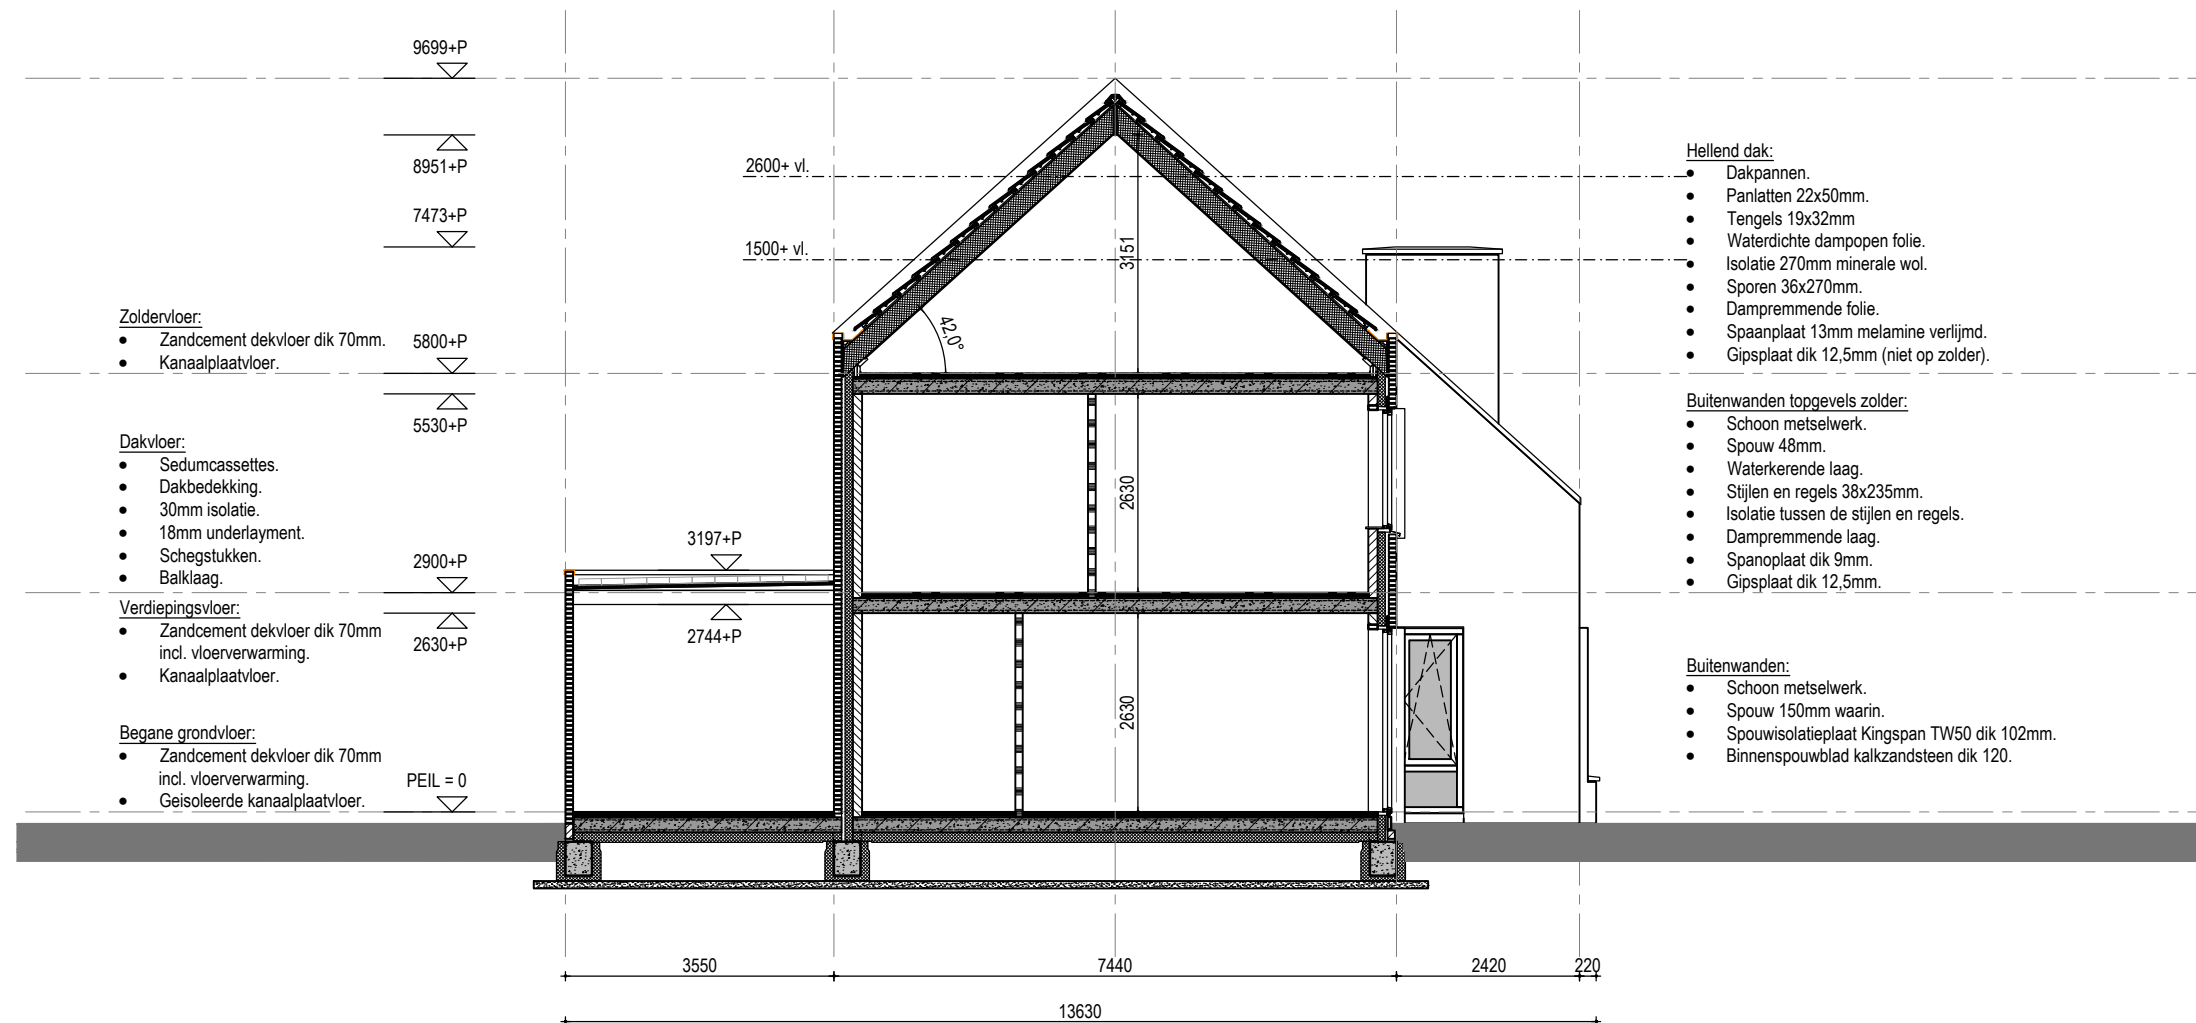 9699+P
8951+P
7473+P
5800+P
5530+P
2900+P
2630+P
PEIL = 0
Zoldervloer:
• Zandcement dekvloer dik 70mm.
• Kanaalplaatvloer.
Dakvloer:
• Sedumcassettes.
• Dakbedekking.
• 30mm isolatie.
• 18mm underlayment.
• Schegstukken.
• Balklaag.
Verdiepingsvloer:
• Zandcement dekvloer dik 70mm
incl. vloerverwarming.
• Kanaalplaatvloer.
Begane grondvloer:
• Zandcement dekvloer dik 70mm
incl. vloerverwarming.
• Geisoleerde kanaalplaatvloer.
2600+ vl.
1500+ vl.
3151
42,0°
3197+P
2744+P
2630
2630
Hellend dak:
• Dakpannen.
• Panlatten 22x50mm.
• Tengels 19x32mm
• Waterdichte dampopen folie.
• Isolatie 270mm minerale wol.
• Sporen 36x270mm.
• Dampremmende folie.
• Spaanplaat 13mm melamine verlijmd.
• Gipsplaat dik 12,5mm (niet op zolder).
Buitenwanden topgevels zolder:
• Schoon metselwerk.
• Spouw 48mm.
• Waterkerende laag.
• Stijlen en regels 38x235mm.
• Isolatie tussen de stijlen en regels.
• Dampremmende laag.
• Spanoplaat dik 9mm.
• Gipsplaat dik 12,5mm.
Buitenwanden:
• Schoon metselwerk.
• Spouw 150mm waarin.
• Spouwisolatieplaat Kingspan TW50 dik 102mm.
• Binnenspouwblad kalkzandsteen dik 120.
3550
7440
2420
220
13630